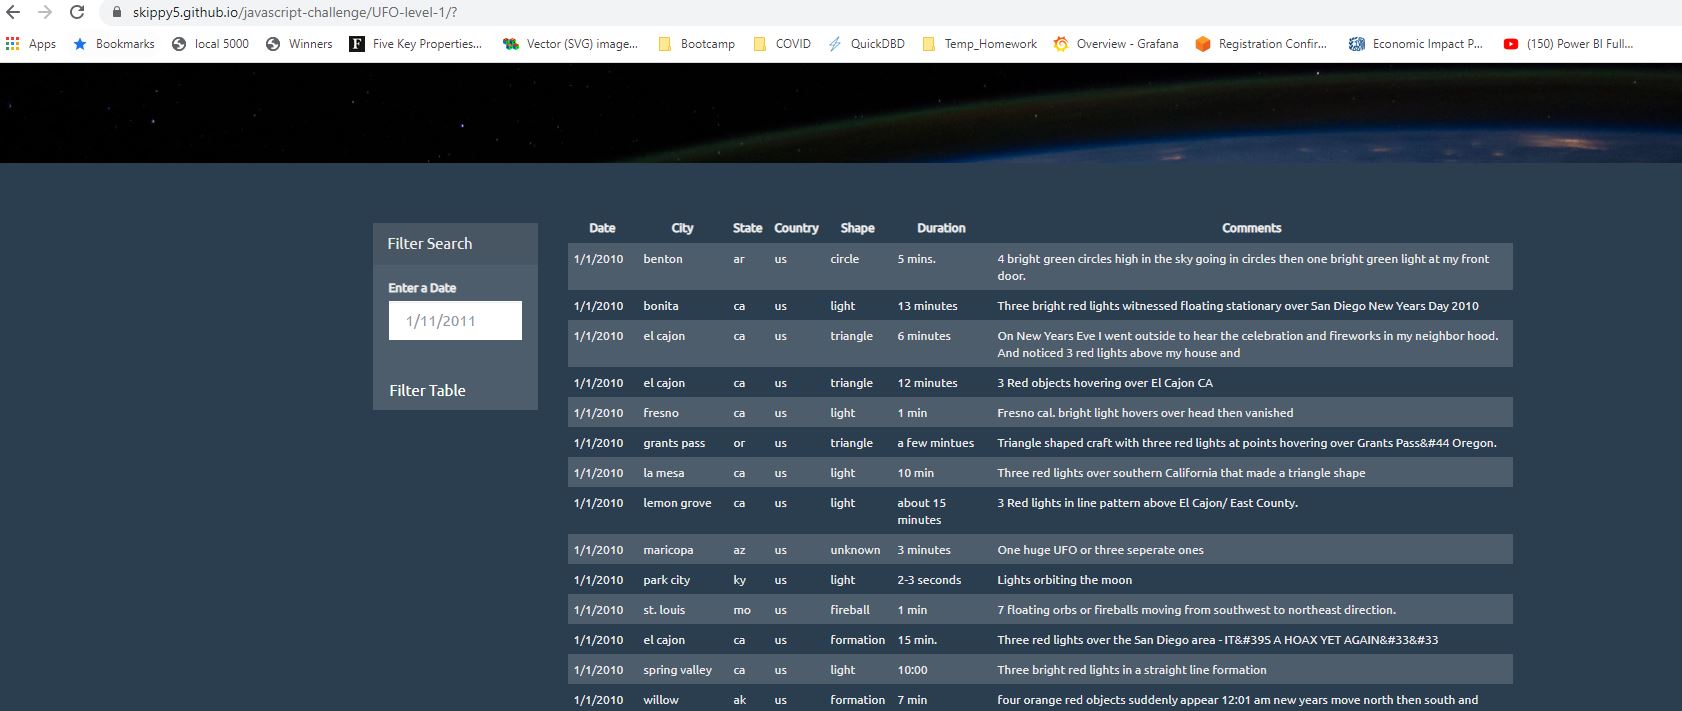 skippy5.github.io/javascript-challenge/UFO-level-1/?
Apps Bookmarks local 5000 Winners Five Key Properties... Vector (SVG) image... Bootcamp COVID QuickDBD Temp_Homework Overview - Grafana Registration Confir... Economic Impact P... (150) Power BI Full...
Filter Search
Enter a Date
1/11/2011
Filter Table
Date City State Country Shape Duration Comments
1/1/2010 benton ar us circle 5 mins. 4 bright green circles high in the sky going in circles then one bright green light at my front
door.
1/1/2010 bonita ca us light 13 minutes Three bright red lights witnessed floating stationary over San Diego New Years Day 2010
1/1/2010 el cajon ca us triangle 6 minutes On New Years Eve I went outside to hear the celebration and fireworks in my neighbor hood.
And noticed 3 red lights above my house and
1/1/2010 el cajon ca us triangle 12 minutes 3 Red objects hovering over El Cajon CA
1/1/2010 fresno ca us light 1 min Fresno cal. bright light hovers over head then vanished
1/1/2010 grants pass or us triangle a few mintues Triangle shaped craft with three red lights at points hovering over Grants Pass&#44 Oregon.
1/1/2010 la mesa ca us light 10 min Three red lights over southern California that made a triangle shape
1/1/2010 lemon grove ca us light about 15 3 Red lights in line pattern above El Cajon/ East County.
minutes
1/1/2010 maricopa az us unknown 3 minutes One huge UFO or three seperate ones
1/1/2010 park city ky us light 2-3 seconds Lights orbiting the moon
1/1/2010 st. louis mo us fireball 1 min 7 floating orbs or fireballs moving from southwest to northeast direction.
1/1/2010 el cajon ca us formation 15 min. Three red lights over the San Diego area - IT&#39S A HOAX YET AGAIN&#33&#33
1/1/2010 spring valley ca us light 10:00 Three bright red lights in a straight line formation
1/1/2010 willow ak us formation 7 min four orange red objects suddenly appear 12:01 am new years move north then south and